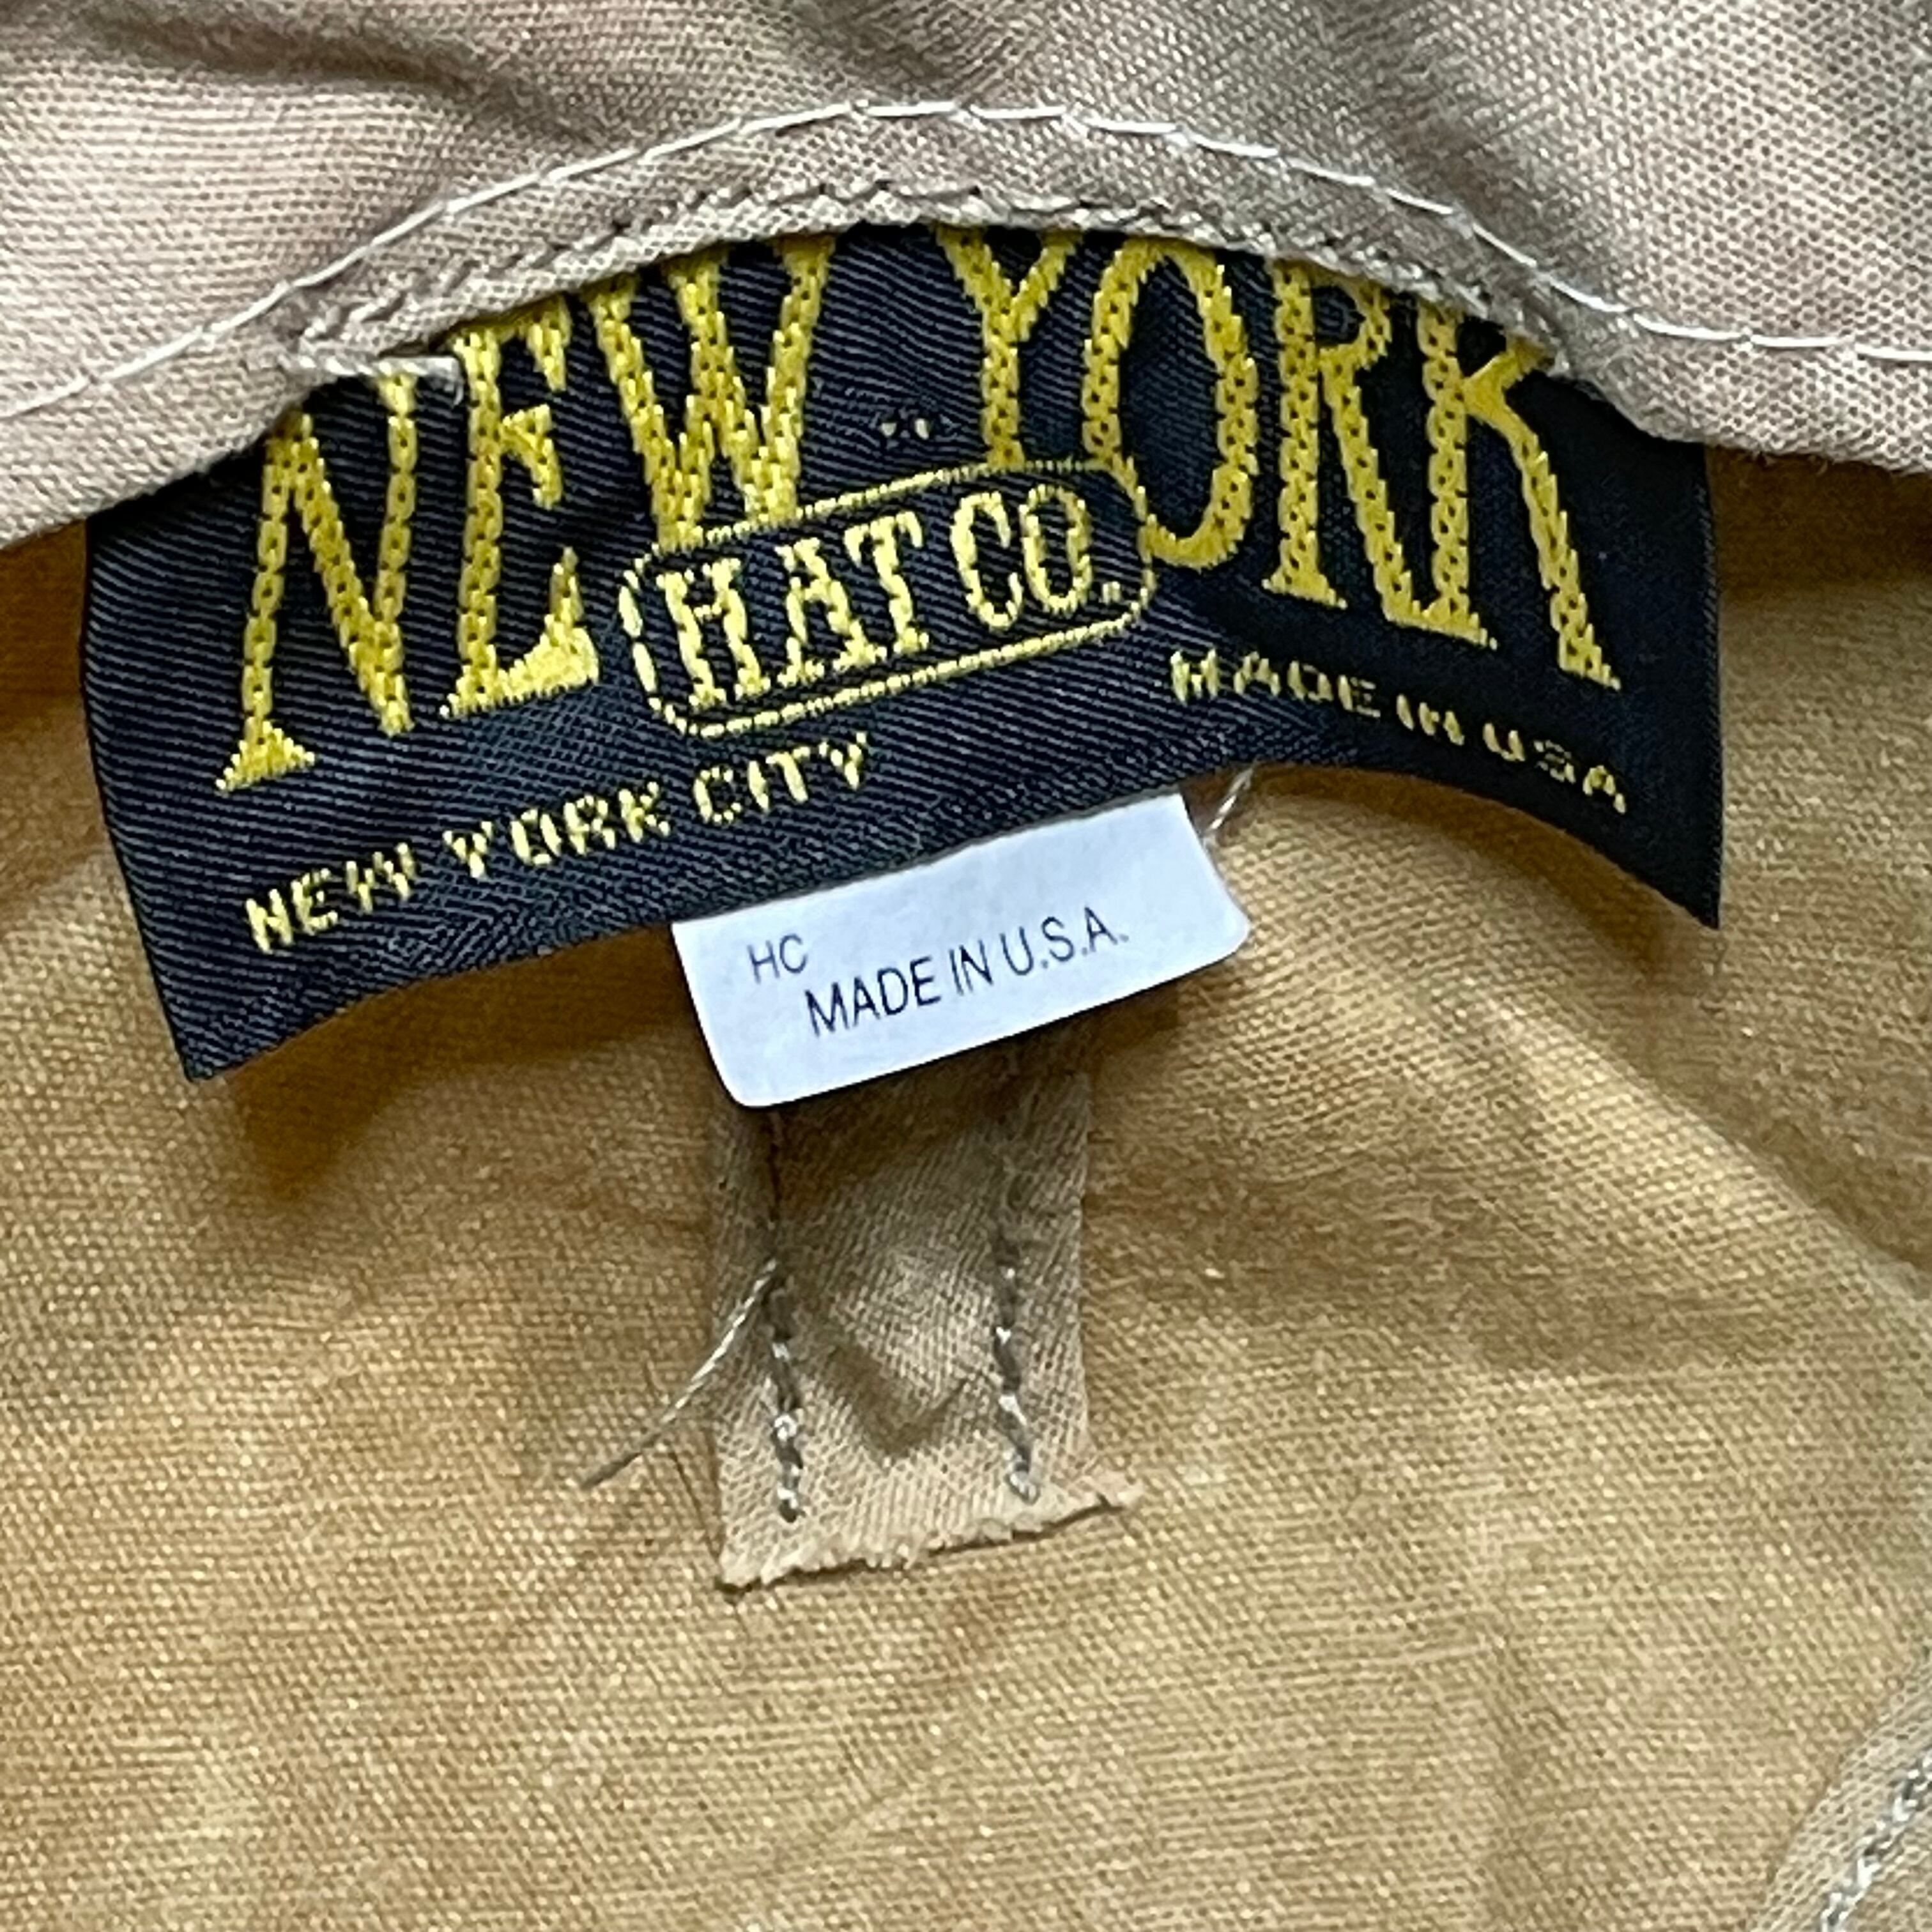 NEW YORK
HAT CO.
NEW YORK CITY
MADE IN USA
HC
MADE IN U.S.A.